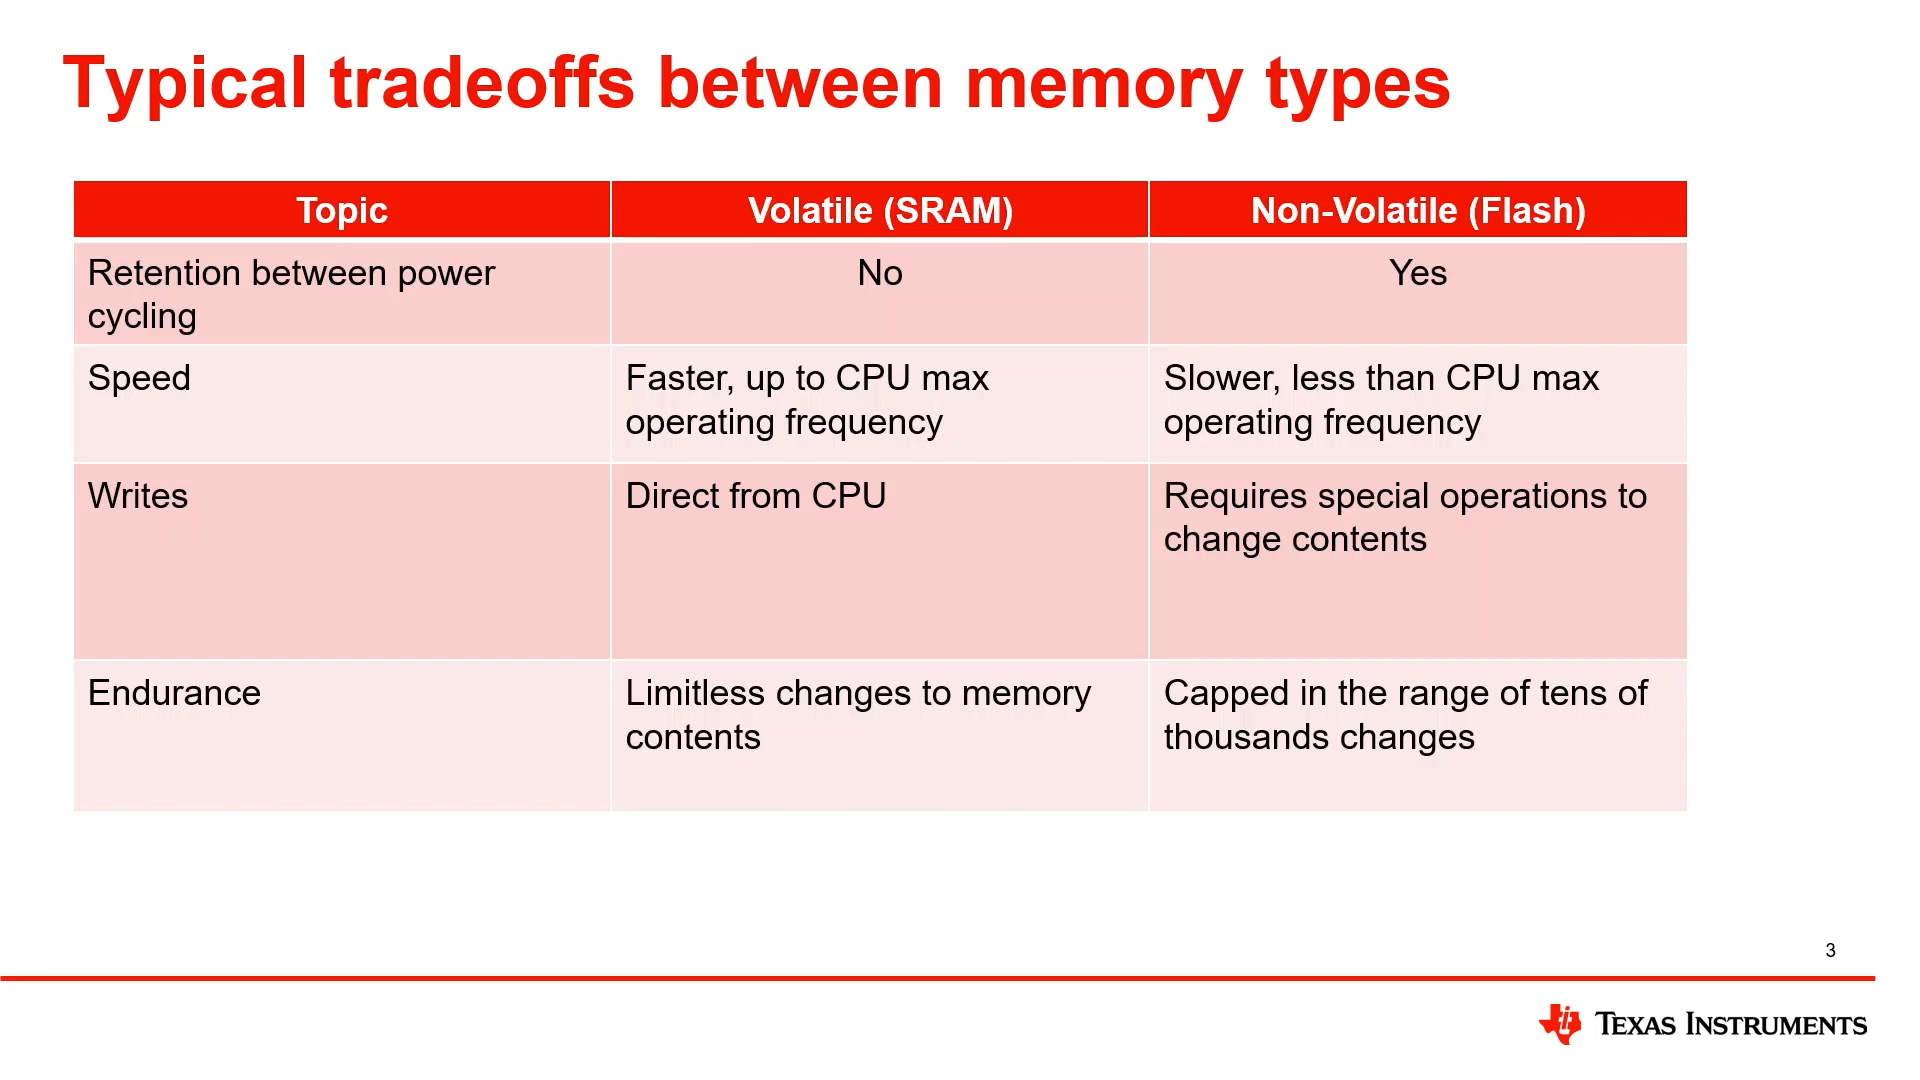 Typical tradeoffs between memory types
Topic
Volatile (SRAM)
Non-Volatile (Flash)
Retention between power
cycling
No
Yes
Speed
Faster, up to CPU max
operating frequency
Slower, less than CPU max
operating frequency
Writes
Direct from CPU
Requires special operations to
change contents
Endurance
Limitless changes to memory
contents
Capped in the range of tens of
thousands changes
3
TEXAS INSTRUMENTS